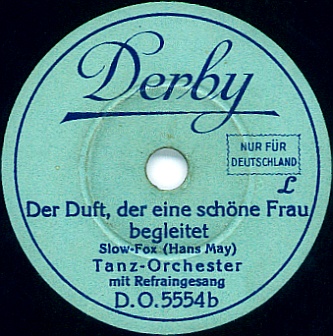 Derby
NUR FÜR
DEUTSCHLAND
L
Der Duft, der eine schöne Frau
begleitet
Slow-Fox (Hans May)
Tanz-Orchester
mit Refraingesang
D.O.5554b